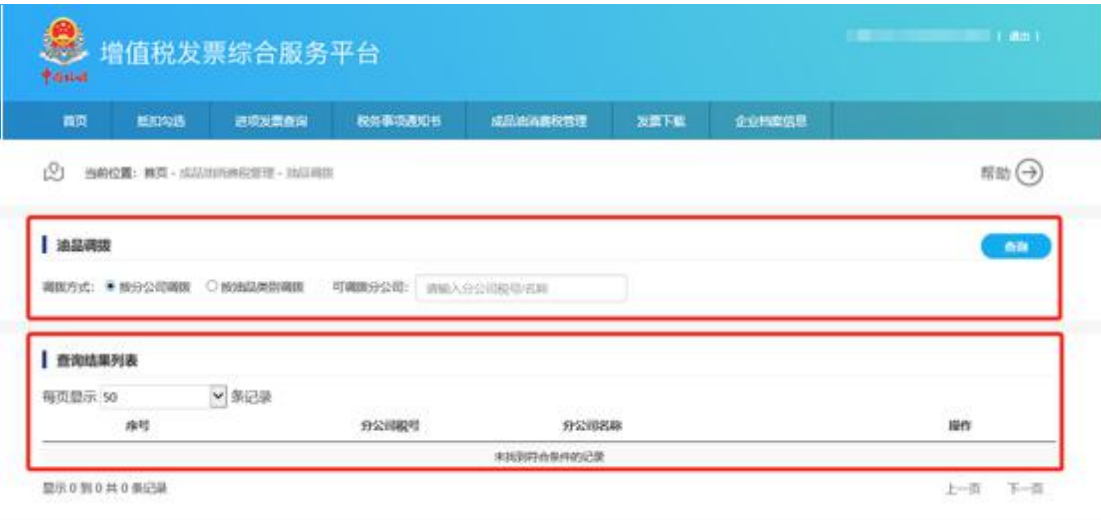 增值税发票综合服务平台
[ 退出 ]
首页 抵扣勾选 进项发票查询 税务事项通知书 成品油消费税管理 发票下载 企业档案信息
当前位置：首页 - 成品油消费税管理 - 油品调拨 帮助
油品调拨 查询
调拨方式： 按分公司调拨 按油品类别调拨 可调拨分公司： 请输入分公司税号/名称
查询结果列表
每页显示 50 条记录
序号 分公司税号 分公司名称 操作
未找到符合条件的记录
显示 0 到 0 共 0 条记录 上一页 下一页